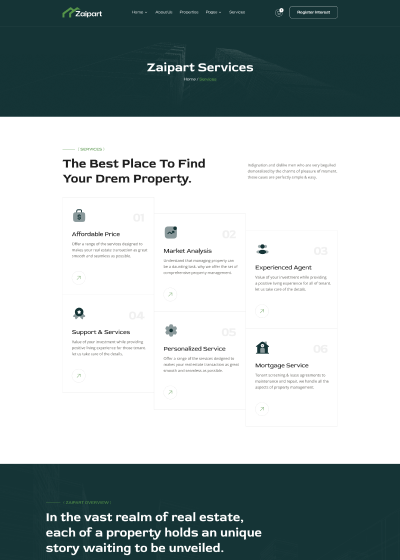 Zaipart
Home About Us Properties Pages Services
Register Interest
Zaipart Services
Home / Services
( SERVICES )
The Best Place To Find
Your Drem Property.
Indignation and dislike men who are very beguiled
demoralized by the charms of pleasure of moment,
these cases are perfectly simple & easy.
01
Affordable Price
Offer a range of the services designed to
makes your real estate transaction as great
smooth and seamless as possible.
02
Market Analysis
Understand that managing property can
be a daunting task, why we offer the set of
comprehensive property management.
03
Experienced Agent
Value of your investment while providing
a positive living experience for all of tenant,
let us take care of the details.
04
Support & Services
Value of your investment while providing
positive living experience for those tenant,
let us take care of the details.
05
Personalized Service
Offer a range of the services designed to
makes your real estate transaction as great
smooth and seamless as possible.
06
Mortgage Service
Tenant screening & lease agreements to
maintenance and repair, we handle all the
aspects of property management.
( ZAIPART OVERVIEW )
In the vast realm of real estate,
each of a property holds an unique
story waiting to be unveiled.